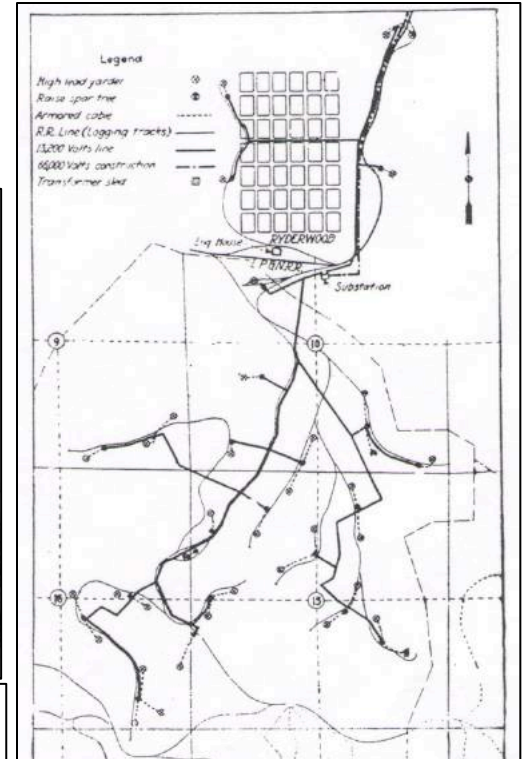 Legend
High lead yarder
Raise spar tree
Armored cable
R.R. Line (Logging tracks)
13,200 Volts line
66,000 Volts construction
Transformer sled
Eng House
RYDERWOOD
L P & N.R.R.
Substation
9
10
16
15